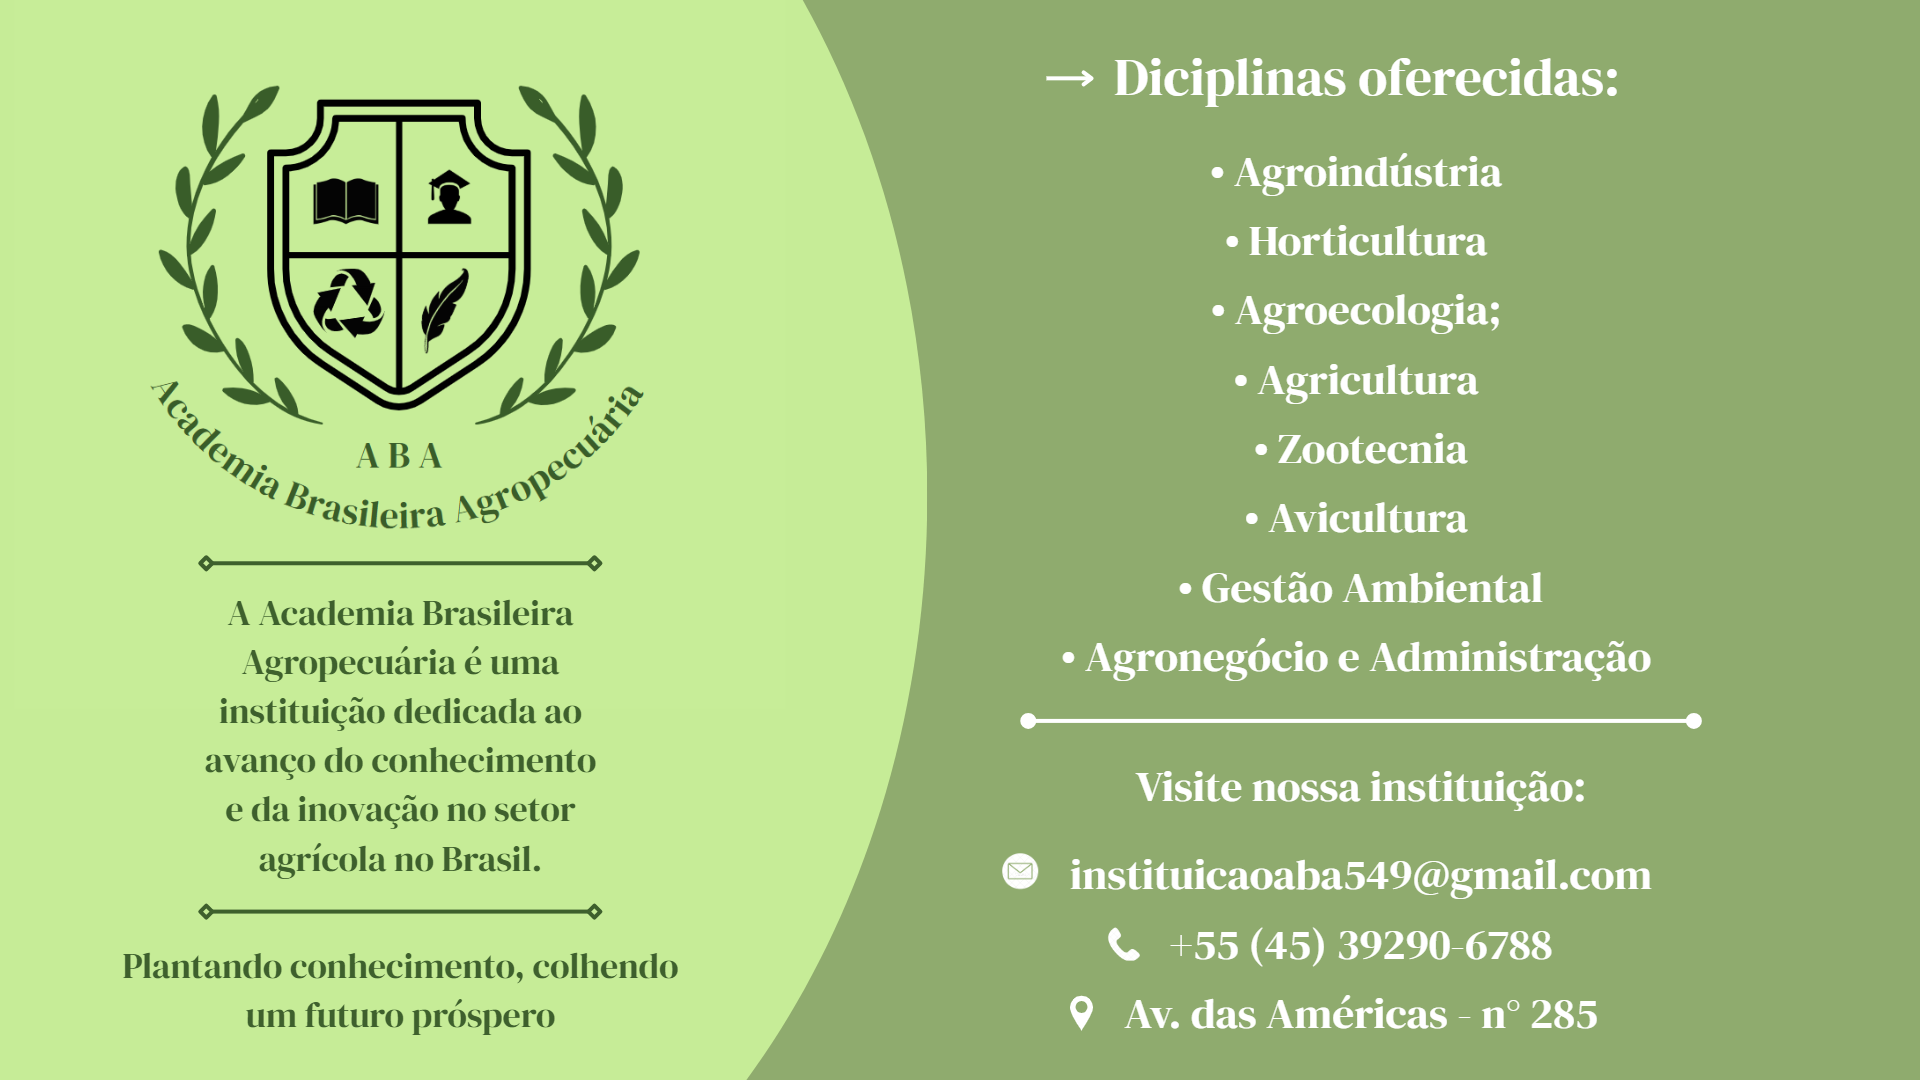 A B A
Academia Brasileira Agropecuária
A Academia Brasileira
Agropecuária é uma
instituição dedicada ao
avanço do conhecimento
e da inovação no setor
agrícola no Brasil.
Plantando conhecimento, colhendo
um futuro próspero
→ Diciplinas oferecidas:
• Agroindústria
• Horticultura
• Agroecologia;
• Agricultura
• Zootecnia
• Avicultura
• Gestão Ambiental
• Agronegócio e Administração
Visite nossa instituição:
instituicaoaba549@gmail.com
+55 (45) 39290-6788
Av. das Américas - n° 285